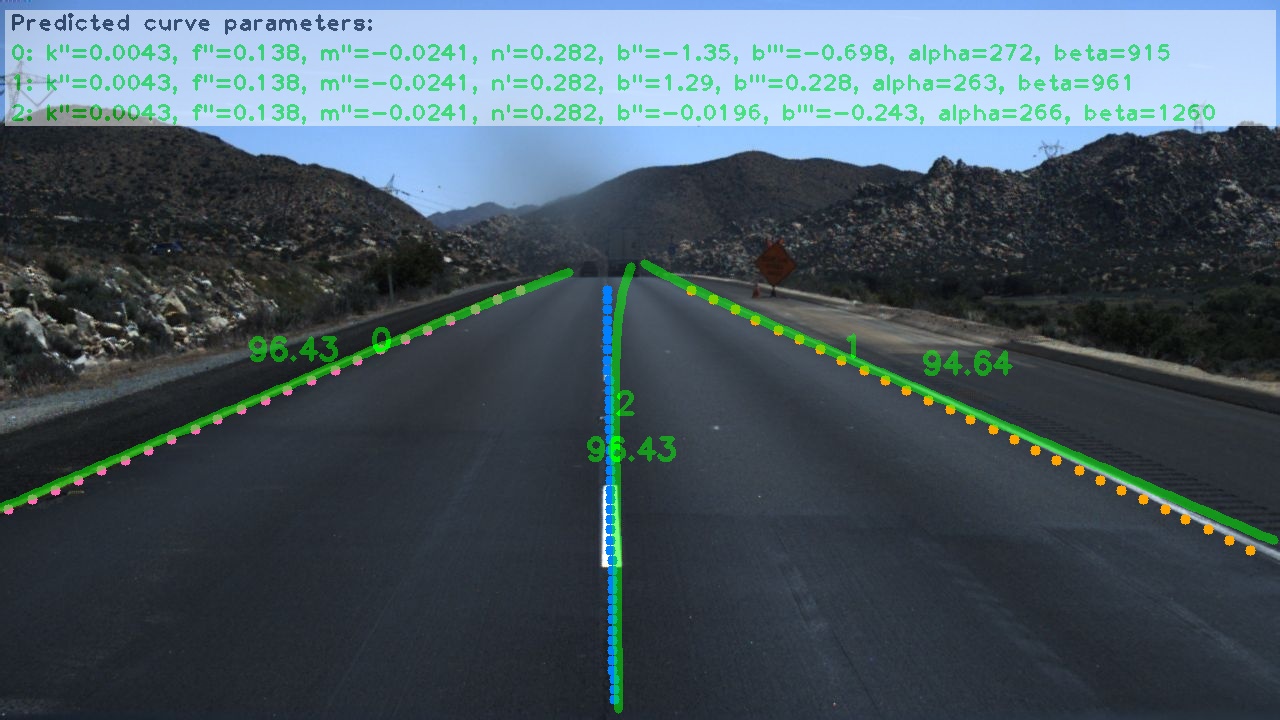 Predicted curve parameters:
0: k''=0.0043, f''=0.138, m''=-0.0241, n'=0.282, b''=-1.35, b'''=-0.698, alpha=272, beta=915
1: k''=0.0043, f''=0.138, m''=-0.0241, n'=0.282, b''=1.29, b'''=0.228, alpha=263, beta=961
2: k''=0.0043, f''=0.138, m''=-0.0241, n'=0.282, b''=-0.0196, b'''=-0.243, alpha=266, beta=1260
0
96.43
1
94.64
2
96.43